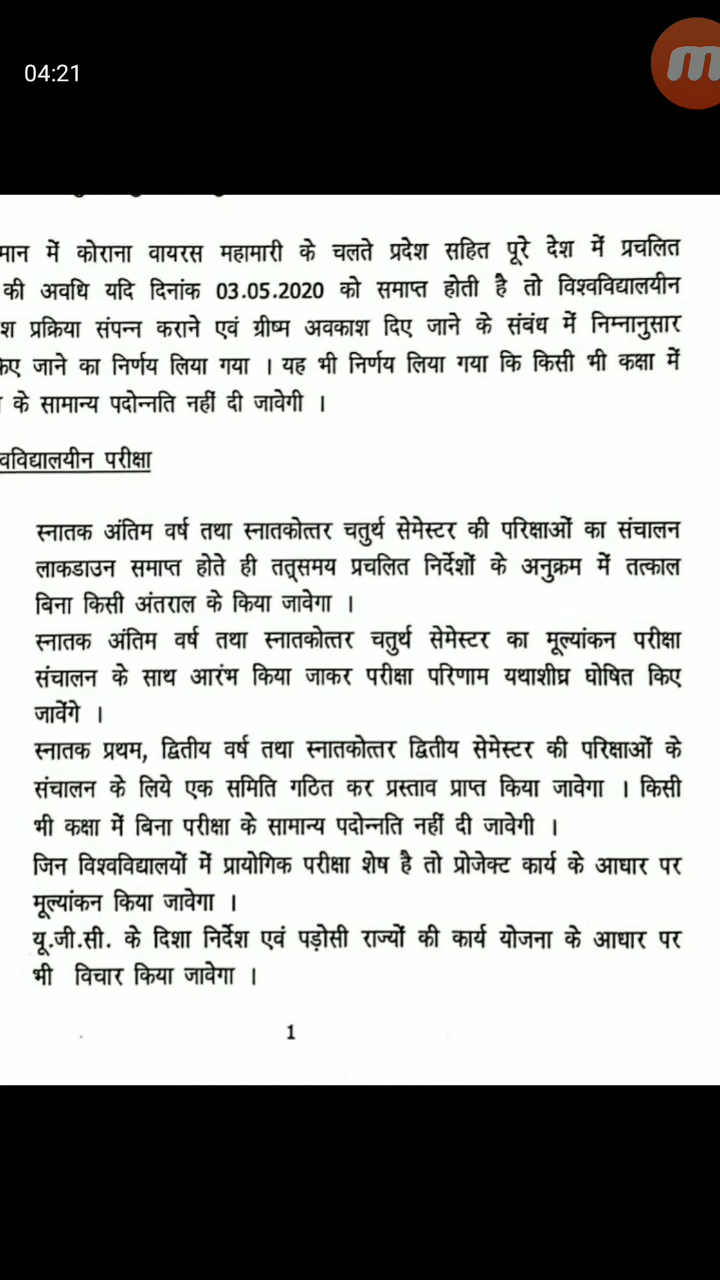 04:21
मान में कोराना वायरस महामारी के चलते प्रदेश सहित पूरे देश में प्रचलित
की अवधि यदि दिनांक 03.05.2020 को समाप्त होती है तो विश्वविद्यालयीन
श प्रक्रिया संपन्न कराने एवं ग्रीष्म अवकाश दिए जाने के संबंध में निम्नानुसार
किए जाने का निर्णय लिया गया । यह भी निर्णय लिया गया कि किसी भी कक्षा में
के सामान्य पदोन्नति नहीं दी जावेगी ।
वविद्यालयीन परीक्षा
स्नातक अंतिम वर्ष तथा स्नातकोत्तर चतुर्थ सेमेस्टर की परिक्षाओं का संचालन
लाकडाउन समाप्त होते ही तत्समय प्रचलित निर्देशों के अनुक्रम में तत्काल
बिना किसी अंतराल के किया जावेगा ।
स्नातक अंतिम वर्ष तथा स्नातकोत्तर चतुर्थ सेमेस्टर का मूल्यांकन परीक्षा
संचालन के साथ आरंभ किया जाकर परीक्षा परिणाम यथाशीघ्र घोषित किए
जावेंगे ।
स्नातक प्रथम, द्वितीय वर्ष तथा स्नातकोत्तर द्वितीय सेमेस्टर की परिक्षाओं के
संचालन के लिये एक समिति गठित कर प्रस्ताव प्राप्त किया जावेगा । किसी
भी कक्षा में बिना परीक्षा के सामान्य पदोन्नति नहीं दी जावेगी ।
जिन विश्वविद्यालयों में प्रायोगिक परीक्षा शेष है तो प्रोजेक्ट कार्य के आधार पर
मूल्यांकन किया जावेगा ।
यू.जी.सी. के दिशा निर्देश एवं पड़ोसी राज्यों की कार्य योजना के आधार पर
भी विचार किया जावेगा ।
1